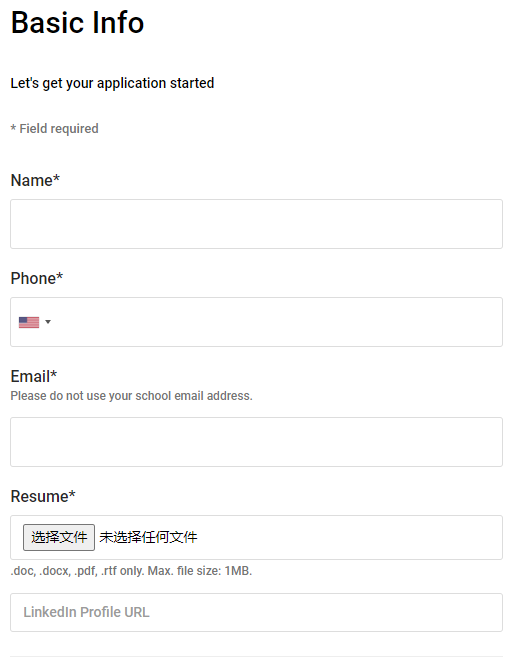 Basic Info
Let's get your application started
* Field required
Name*
Phone*
Email*
Please do not use your school email address.
Resume*
选择文件 未选择任何文件
.doc, .docx, .pdf, .rtf only. Max. file size: 1MB.
LinkedIn Profile URL